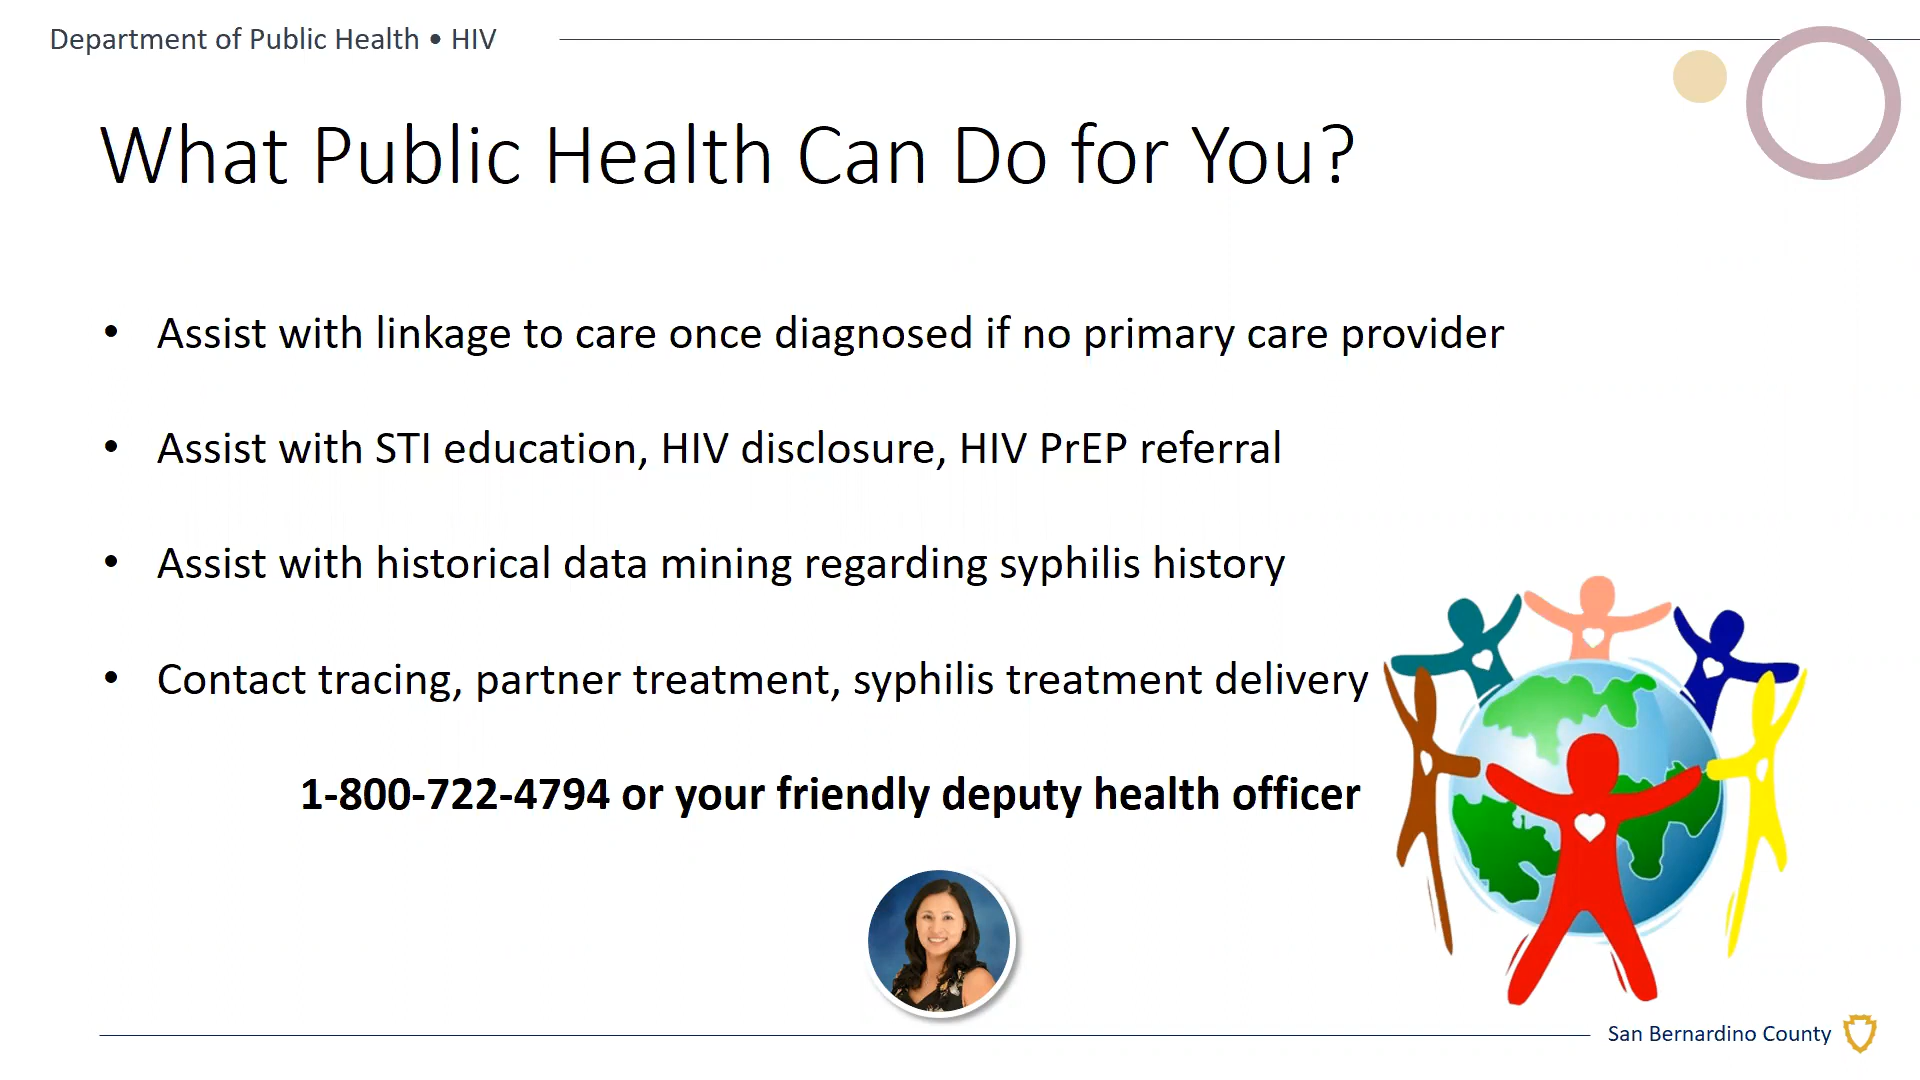 Department of Public Health • HIV
What Public Health Can Do for You?
• Assist with linkage to care once diagnosed if no primary care provider
• Assist with STI education, HIV disclosure, HIV PrEP referral
• Assist with historical data mining regarding syphilis history
• Contact tracing, partner treatment, syphilis treatment delivery
1-800-722-4794 or your friendly deputy health officer
San Bernardino County